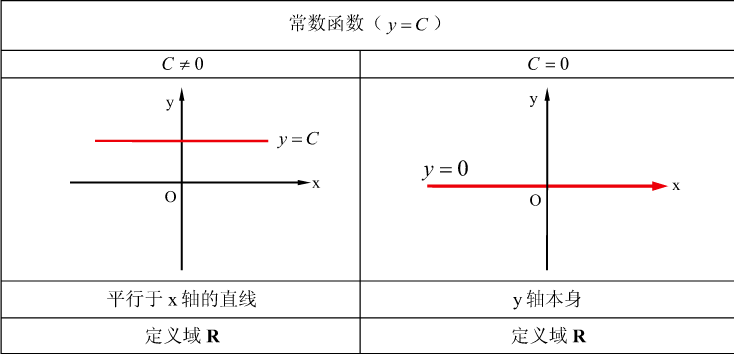 常数函数（y=C）
C≠0
C=0
y
y=C
x
O
y
y=0
x
O
平行于 x 轴的直线
y轴本身
定义域 R
定义域 R